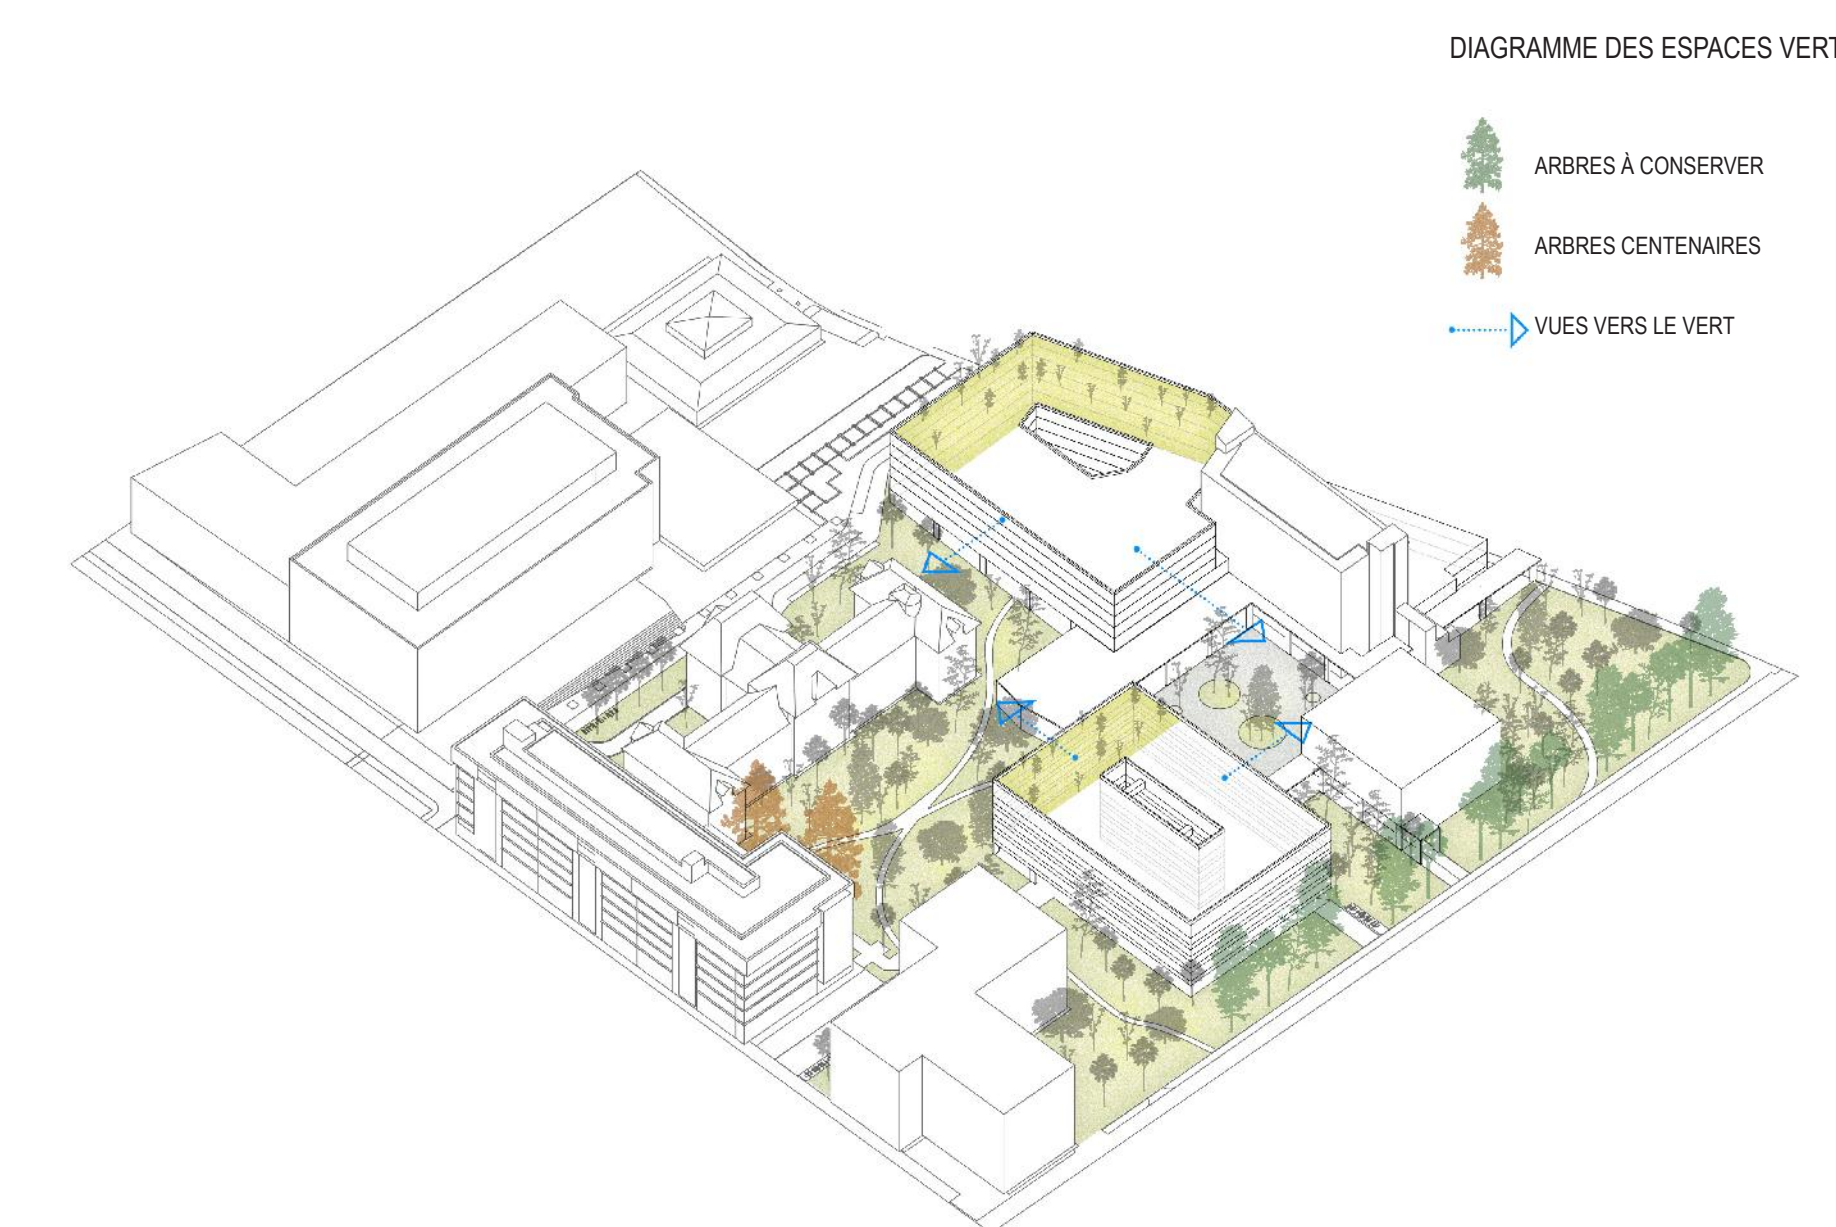 DIAGRAMME DES ESPACES VERT
ARBRES À CONSERVER
ARBRES CENTENAIRES
VUES VERS LE VERT